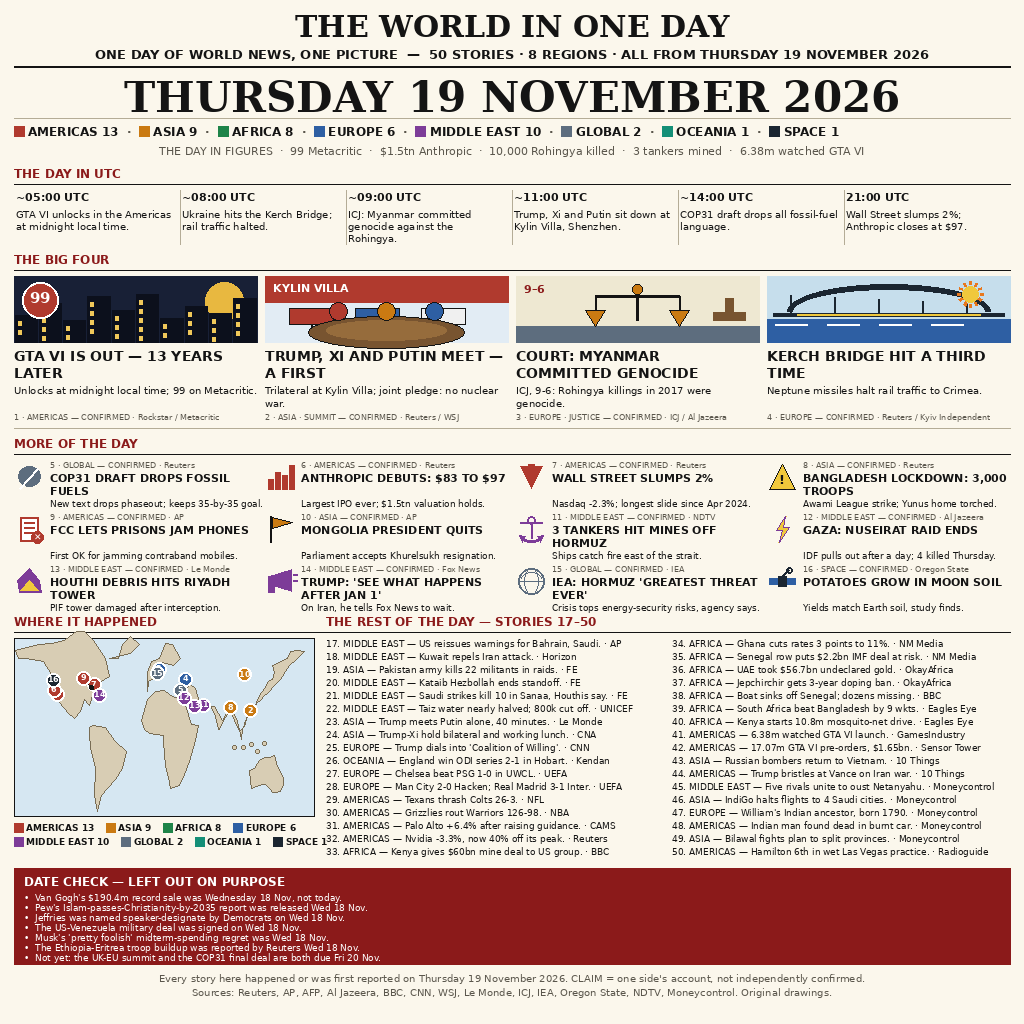 THE WORLD IN ONE DAY
ONE DAY OF WORLD NEWS, ONE PICTURE — 50 STORIES · 8 REGIONS · ALL FROM THURSDAY 19 NOVEMBER 2026
THURSDAY 19 NOVEMBER 2026
AMERICAS 13 · ASIA 9 · AFRICA 8 · EUROPE 6 · MIDDLE EAST 10 · GLOBAL 2 · OCEANIA 1 · SPACE 1
THE DAY IN FIGURES · 99 Metacritic · $1.5tn Anthropic · 10,000 Rohingya killed · 3 tankers mined · 6.38m watched GTA VI
THE DAY IN UTC
~05:00 UTC
GTA VI unlocks in the Americas
at midnight local time.
~08:00 UTC
Ukraine hits the Kerch Bridge;
rail traffic halted.
~09:00 UTC
ICJ: Myanmar committed
genocide against the
Rohingya.
~11:00 UTC
Trump, Xi and Putin sit down at
Kylin Villa, Shenzhen.
~14:00 UTC
COP31 draft drops all fossil-fuel
language.
21:00 UTC
Wall Street slumps 2%;
Anthropic closes at $97.
THE BIG FOUR
99
GTA VI IS OUT — 13 YEARS
LATER
Unlocks at midnight local time; 99 on Metacritic.
1 · AMERICAS — CONFIRMED · Rockstar / Metacritic
KYLIN VILLA
TRUMP, XI AND PUTIN MEET —
A FIRST
Trilateral at Kylin Villa; joint pledge: no nuclear
war.
2 · ASIA · SUMMIT — CONFIRMED · Reuters / WSJ
9–6
COURT: MYANMAR
COMMITTED GENOCIDE
ICJ, 9-6: Rohingya killings in 2017 were
genocide.
3 · EUROPE · JUSTICE — CONFIRMED · ICJ / Al Jazeera
KERCH BRIDGE HIT A THIRD
TIME
Neptune missiles halt rail traffic to Crimea.
4 · EUROPE — CONFIRMED · Reuters / Kyiv Independent
MORE OF THE DAY
5 · GLOBAL — CONFIRMED · Reuters
COP31 DRAFT DROPS FOSSIL
FUELS
New text drops phaseout; keeps 35-by-35 goal.
6 · AMERICAS — CONFIRMED · Reuters
ANTHROPIC DEBUTS: $83 TO $97
Largest IPO ever; $1.5tn valuation holds.
7 · AMERICAS — CONFIRMED · Reuters
WALL STREET SLUMPS 2%
Nasdaq -2.3%; longest slide since Apr 2024.
!
8 · ASIA — CONFIRMED · Reuters
BANGLADESH LOCKDOWN: 3,000
TROOPS
Awami League strike; Yunus home torched.
9 · AMERICAS — CONFIRMED · AP
FCC LETS PRISONS JAM PHONES
First OK for jamming contraband mobiles.
10 · ASIA — CONFIRMED · AP
MONGOLIA PRESIDENT QUITS
Parliament accepts Khurelsukh resignation.
11 · MIDDLE EAST — CONFIRMED · NDTV
3 TANKERS HIT MINES OFF
HORMUZ
Ships catch fire east of the strait.
12 · MIDDLE EAST — CONFIRMED · Al Jazeera
GAZA: NUSEIRAT RAID ENDS
IDF pulls out after a day; 4 killed Thursday.
13 · MIDDLE EAST — CONFIRMED · Le Monde
HOUTHI DEBRIS HITS RIYADH
TOWER
PIF tower damaged after interception.
14 · MIDDLE EAST — CONFIRMED · Fox News
TRUMP: 'SEE WHAT HAPPENS
AFTER JAN 1'
On Iran, he tells Fox News to wait.
15 · GLOBAL — CONFIRMED · IEA
IEA: HORMUZ 'GREATEST THREAT
EVER'
Crisis tops energy-security risks, agency says.
16 · SPACE — CONFIRMED · Oregon State
POTATOES GROW IN MOON SOIL
Yields match Earth soil, study finds.
WHERE IT HAPPENED
16
9
7
14
15
4
5
12
13
8
2
10
AMERICAS 13 ASIA 9 AFRICA 8 EUROPE 6
MIDDLE EAST 10 GLOBAL 2 OCEANIA 1 SPACE 1
THE REST OF THE DAY — STORIES 17–50
17. MIDDLE EAST — US reissues warnings for Bahrain, Saudi. · AP
18. MIDDLE EAST — Kuwait repels Iran attack. · Horizon
19. ASIA — Pakistan army kills 22 militants in raids. · FE
20. MIDDLE EAST — Kataib Hezbollah ends standoff. · FE
21. MIDDLE EAST — Saudi strikes kill 10 in Sanaa, Houthis say. · FE
22. MIDDLE EAST — Taiz water nearly halved; 800k cut off. · UNICEF
23. ASIA — Trump meets Putin alone, 40 minutes. · Le Monde
24. ASIA — Trump-Xi hold bilateral and working lunch. · CNA
25. EUROPE — Trump dials into 'Coalition of Willing'. · CNN
26. OCEANIA — England win ODI series 2-1 in Hobart. · Kendan
27. EUROPE — Chelsea beat PSG 1-0 in UWCL. · UEFA
28. EUROPE — Man City 2-0 Hacken; Real Madrid 3-1 Inter. · UEFA
29. AMERICAS — Texans thrash Colts 26-3. · NFL
30. AMERICAS — Grizzlies rout Warriors 126-98. · NBA
31. AMERICAS — Palo Alto +6.4% after raising guidance. · CAMS
32. AMERICAS — Nvidia -3.3%, now 40% off its peak. · Reuters
33. AFRICA — Kenya gives $60bn mine deal to US group. · BBC
34. AFRICA — Ghana cuts rates 3 points to 11%. · NM Media
35. AFRICA — Senegal row puts $2.2bn IMF deal at risk. · NM Media
36. AFRICA — UAE took $56.7bn undeclared gold. · OkayAfrica
37. AFRICA — Jepchirchir gets 3-year doping ban. · OkayAfrica
38. AFRICA — Boat sinks off Senegal; dozens missing. · BBC
39. AFRICA — South Africa beat Bangladesh by 9 wkts. · Eagles Eye
40. AFRICA — Kenya starts 10.8m mosquito-net drive. · Eagles Eye
41. AMERICAS — 6.38m watched GTA VI launch. · GamesIndustry
42. AMERICAS — 17.07m GTA VI pre-orders, $1.65bn. · Sensor Tower
43. ASIA — Russian bombers return to Vietnam. · 10 Things
44. AMERICAS — Trump bristles at Vance on Iran war. · 10 Things
45. MIDDLE EAST — Five rivals unite to oust Netanyahu. · Moneycontrol
46. ASIA — IndiGo halts flights to 4 Saudi cities. · Moneycontrol
47. EUROPE — William's Indian ancestor, born 1790. · Moneycontrol
48. AMERICAS — Indian man found dead in burnt car. · Moneycontrol
49. ASIA — Bilawal fights plan to split provinces. · Moneycontrol
50. AMERICAS — Hamilton 6th in wet Las Vegas practice. · Radioguide
DATE CHECK — LEFT OUT ON PURPOSE
• Van Gogh's $190.4m record sale was Wednesday 18 Nov, not today.
• Pew's Islam-passes-Christianity-by-2035 report was released Wed 18 Nov.
• Jeffries was named speaker-designate by Democrats on Wed 18 Nov.
• The US-Venezuela military deal was signed on Wed 18 Nov.
• Musk's 'pretty foolish' midterm-spending regret was Wed 18 Nov.
• The Ethiopia-Eritrea troop buildup was reported by Reuters Wed 18 Nov.
• Not yet: the UK-EU summit and the COP31 final deal are both due Fri 20 Nov.
Every story here happened or was first reported on Thursday 19 November 2026. CLAIM = one side's account, not independently confirmed.
Sources: Reuters, AP, AFP, Al Jazeera, BBC, CNN, WSJ, Le Monde, ICJ, IEA, Oregon State, NDTV, Moneycontrol. Original drawings.